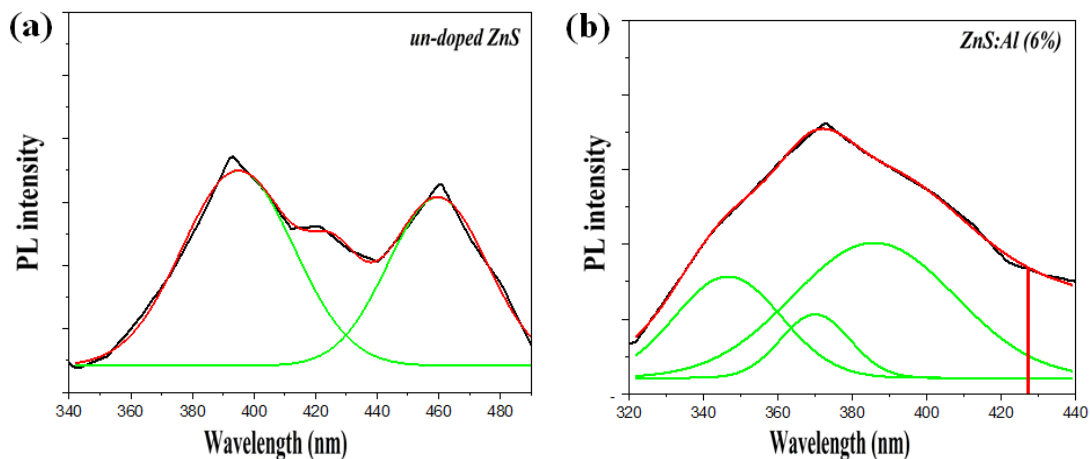 (a)
un-doped ZnS
PL intensity
340 360 380 400 420 440 460 480
Wavelength (nm)
(b)
ZnS:Al (6%)
PL intensity
320 340 360 380 400 420 440
Wavelength (nm)